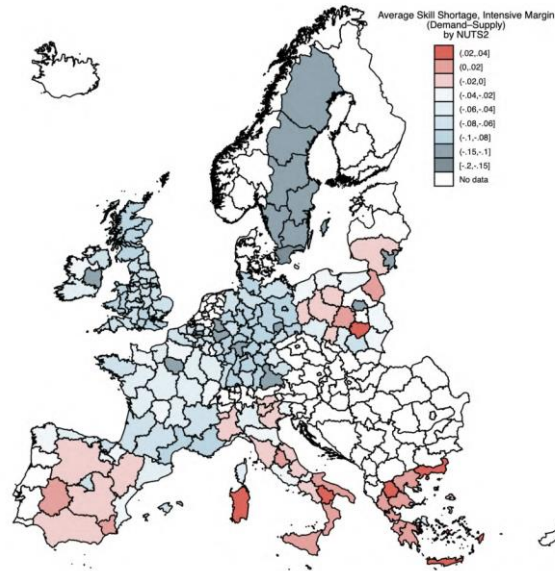 Average Skill Shortage, Intensive Margin
(Demand–Supply)
by NUTS2
(.02,.04]
(0,.02]
(-.02,0]
(-.04,-.02]
(-.06,-.04]
(-.08,-.06]
(-.1,-.08]
(-.15,-.1]
[-.2,-.15]
No data